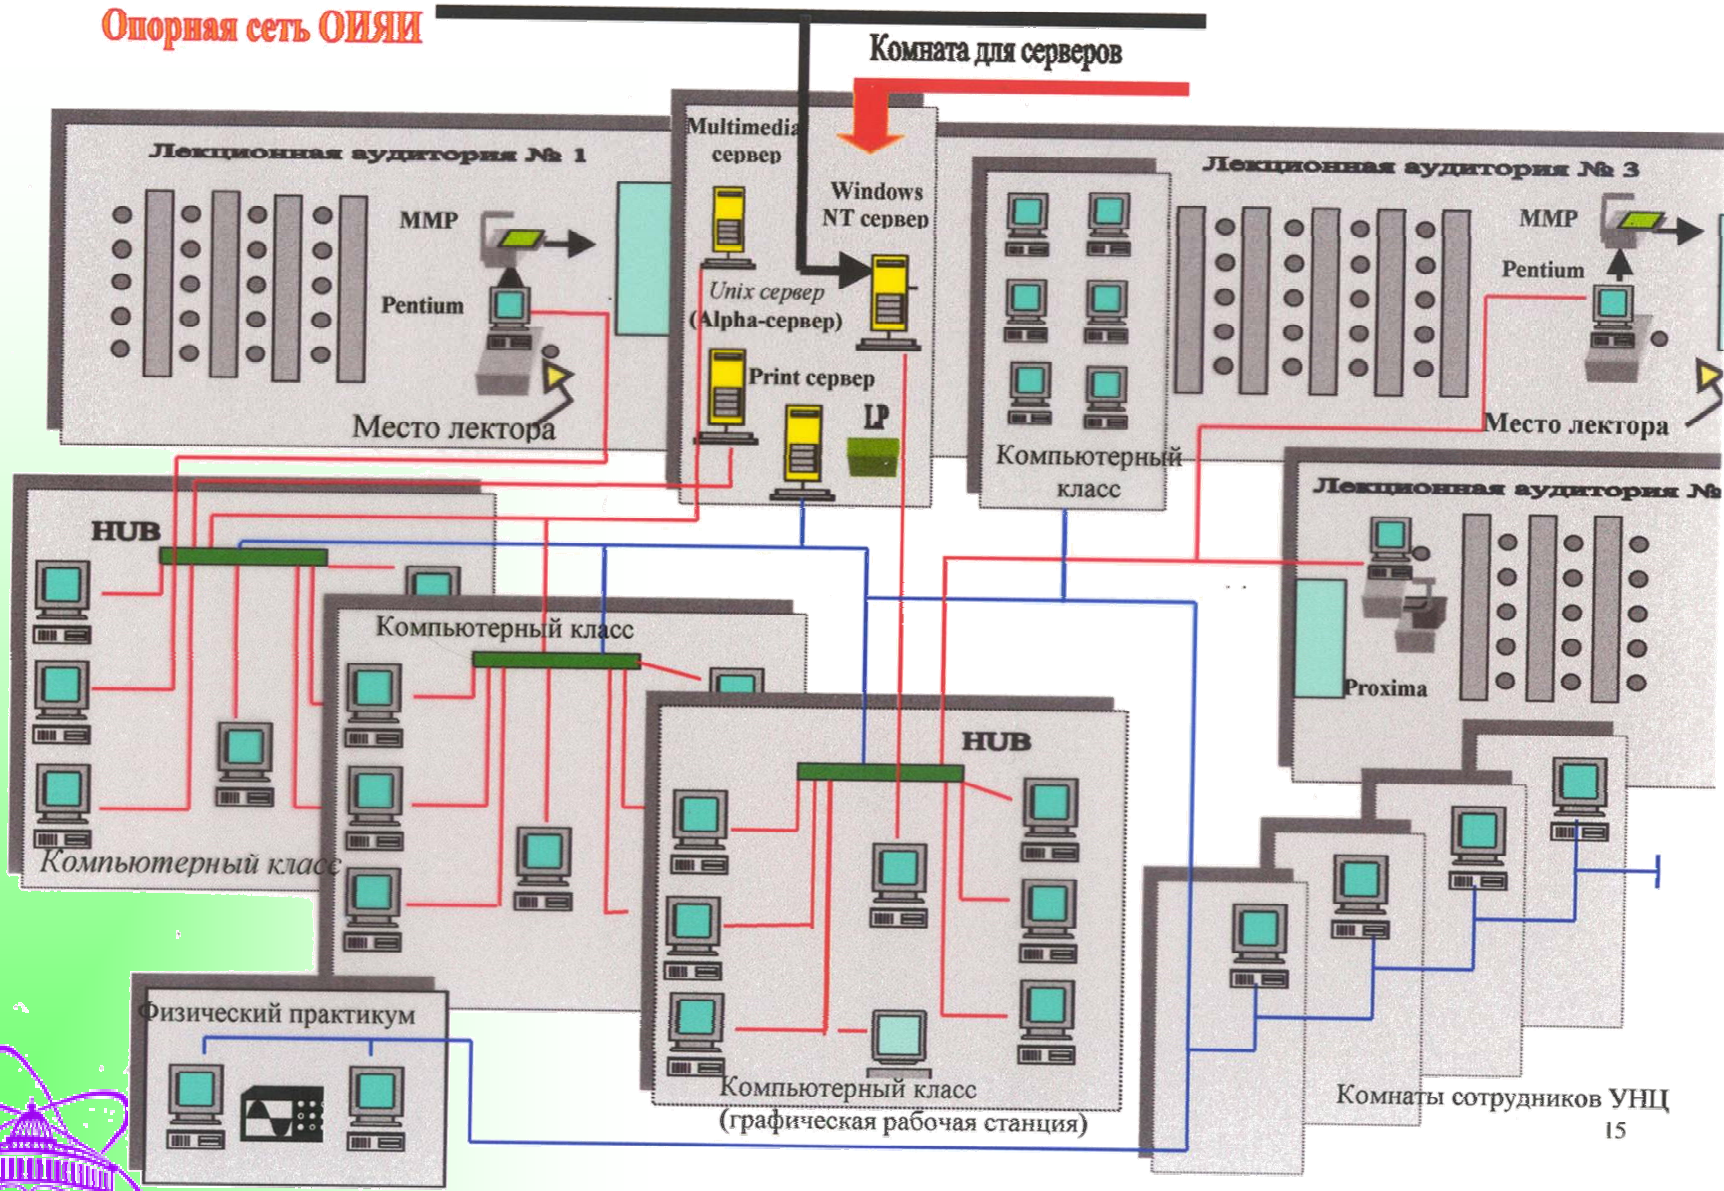 Опорная сеть ОИЯИ
Комната для серверов
Лекционная аудитория № 1
MMP
Pentium
Место лектора
Multimedia
сервер
Windows
NT сервер
Unix сервер
(Alpha-сервер)
Print сервер
LP
Компьютерный
класс
Лекционная аудитория № 3
MMP
Pentium
Место лектора
Лекционная аудитория №
Proxima
HUB
Компьютерный класс
Компьютерный класс
HUB
Компьютерный класс
(графическая рабочая станция)
Физический практикум
Комнаты сотрудников УНЦ
15